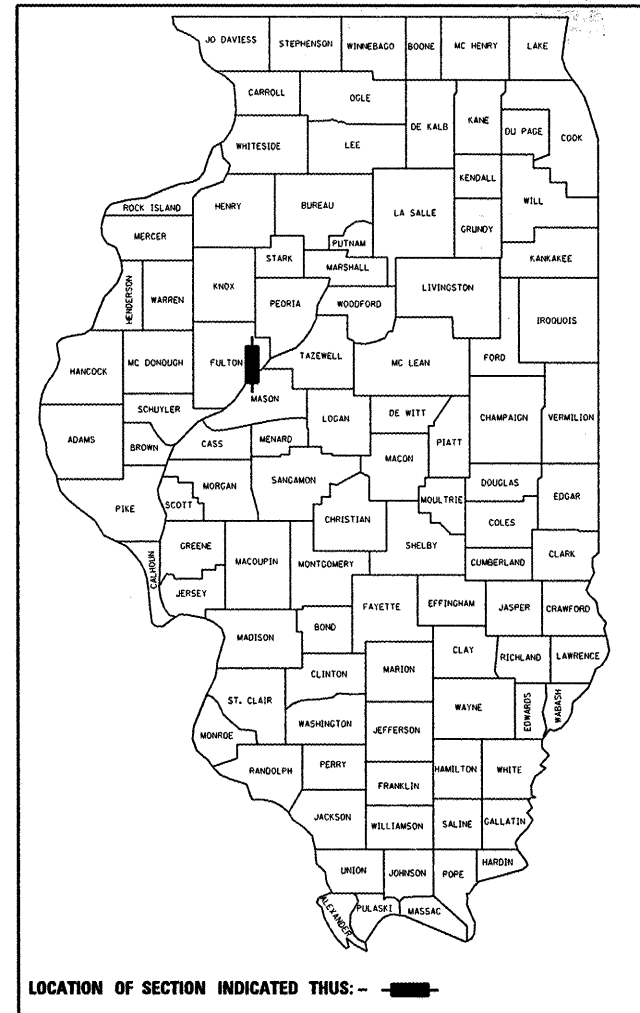 JO DAVIESS STEPHENSON WINNEBAGO BOONE MC HENRY LAKE
CARROLL OGLE DE KALB KANE DU PAGE COOK
WHITESIDE LEE KENDALL WILL
ROCK ISLAND HENRY BUREAU LA SALLE GRUNDY
MERCER PUTNAM KANKAKEE
STARK MARSHALL
HENDERSON WARREN KNOX PEORIA WOODFORD LIVINGSTON IROQUOIS
HANCOCK MC DONOUGH FULTON TAZEWELL MC LEAN FORD
MASON
SCHUYLER LOGAN DE WITT CHAMPAIGN VERMILION
ADAMS BROWN CASS MENARD MACON PIATT
MORGAN SANGAMON DOUGLAS EDGAR
PIKE SCOTT CHRISTIAN MOULTRIE COLES
GREENE MACOUPIN MONTGOMERY SHELBY CUMBERLAND CLARK
CALHOUN JERSEY FAYETTE EFFINGHAM JASPER CRAWFORD
MADISON BOND
CLINTON MARION CLAY RICHLAND LAWRENCE
ST. CLAIR WAYNE EDWARDS WABASH
MONROE WASHINGTON JEFFERSON
RANDOLPH PERRY HAMILTON WHITE
FRANKLIN
JACKSON WILLIAMSON SALINE GALLATIN
UNION JOHNSON POPE HARDIN
ALEXANDER PULASKI MASSAC
LOCATION OF SECTION INDICATED THUS: -